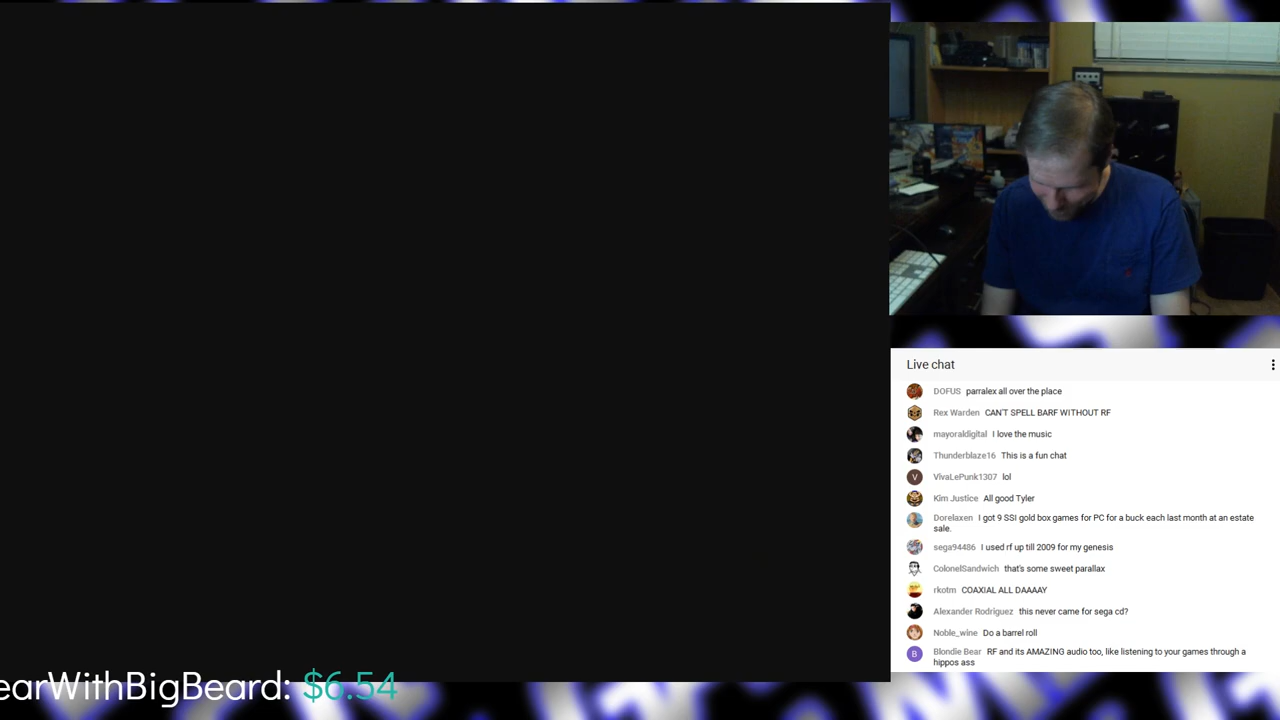 Live chat
DOFUS parralex all over the place
Rex Warden CAN'T SPELL BARF WITHOUT RF
mayoraldigital I love the music
Thunderblaze16 This is a fun chat
V VivaLePunk1307 lol
Kim Justice All good Tyler
Dorelaxen I got 9 SSI gold box games for PC for a buck each last month at an estate
sale.
sega94486 I used rf up till 2009 for my genesis
ColonelSandwich that's some sweet parallax
rkotm COAXIAL ALL DAAAAY
Alexander Rodriguez this never came for sega cd?
Noble_wine Do a barrel roll
B Blondie Bear RF and its AMAZING audio too, like listening to your games through a
hippos ass
earWithBigBeard: $6.54